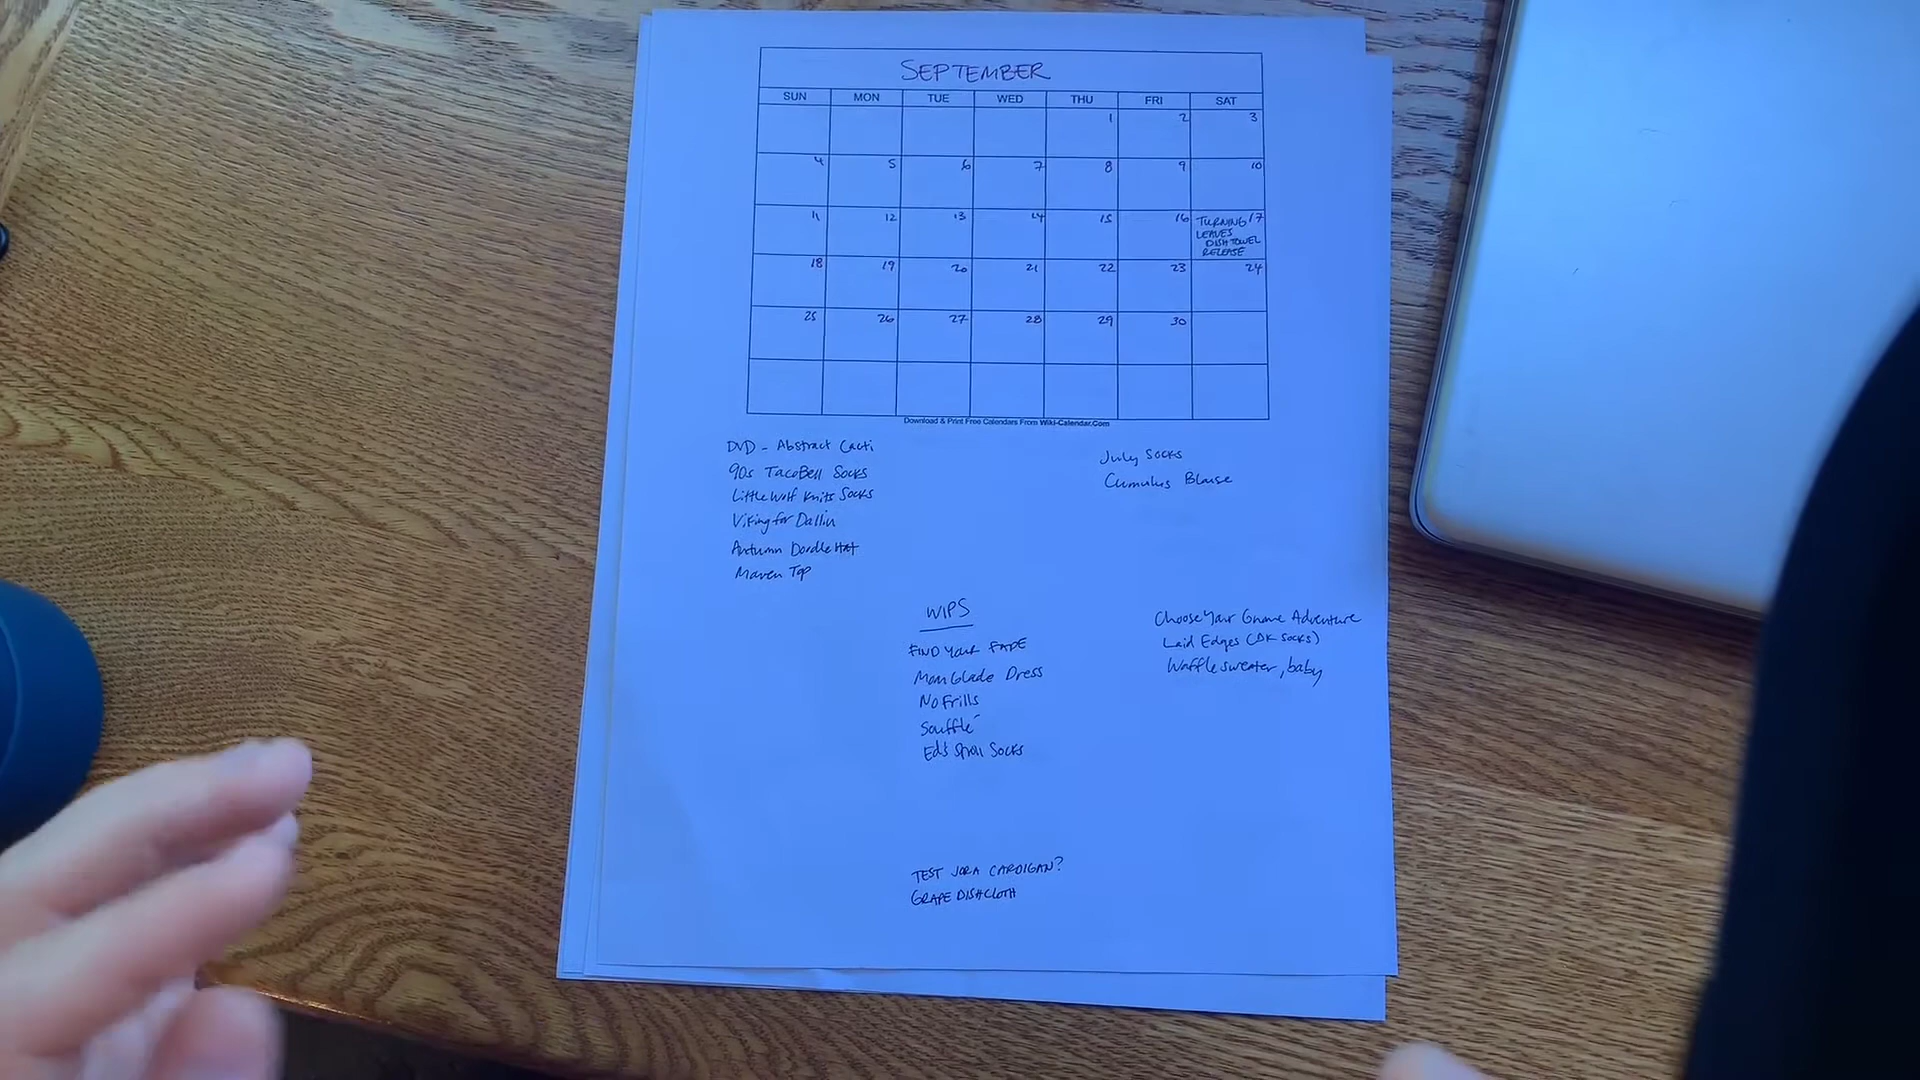 SEPTEMBER
SUN MON TUE WED THU FRI SAT
1 2 3
4 5 6 7 8 9 10
11 12 13 14 15 16 17
TURNING
LEAVES
DISH TOWEL
RELEASE
18 19 20 21 22 23 24
25 26 27 28 29 30
Download & Print Free Calendars From Wiki-Calendar.Com
DVD - Abstract Cacti
90s TacoBell Socks
Little Wolf Knits Socks
Viking for Dallin
Autumn Doodle Hat
Maven Top
July Socks
Cumulus Blouse
WIPS
FIND YOUR FADE
Mom Glade Dress
No Frills
Soufflé
Ed's Stroll Socks
Choose Your Gnome Adventure
Laid Edges (DK Socks)
Waffle sweater, baby
TEST JORA CARDIGAN?
GRAPE DISHCLOTH